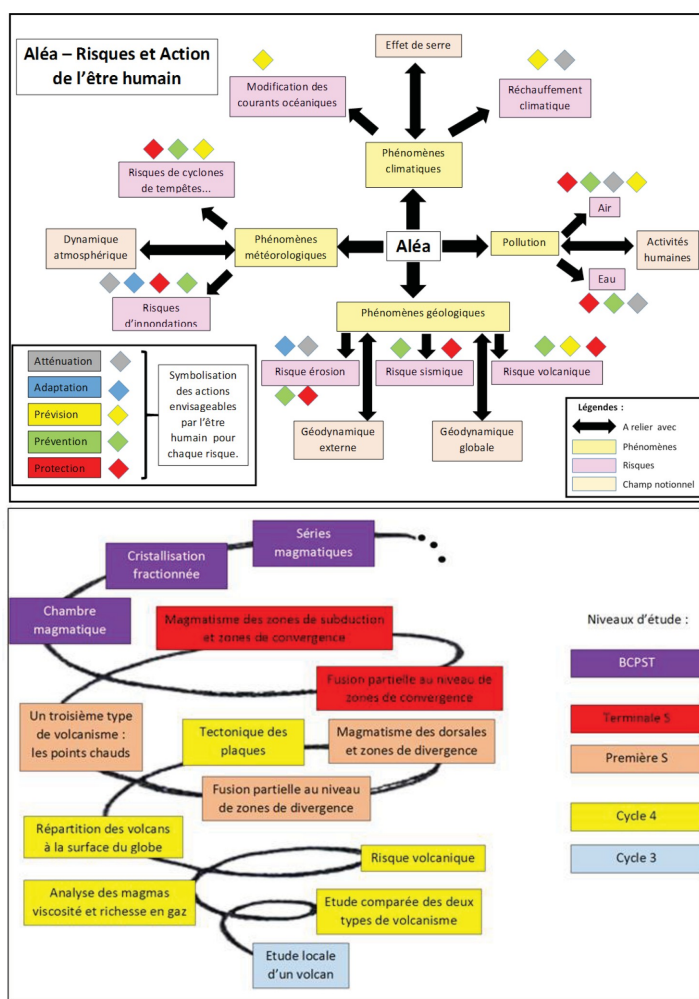 Aléa – Risques et Action
de l'être humain
Effet de serre
Modification des
courants océaniques
Réchauffement
climatique
Risques de cyclones
de tempêtes...
Phénomènes
climatiques
Air
Dynamique
atmosphérique
Phénomènes
météorologiques
Aléa
Pollution
Activités
humaines
Eau
Risques
d'innondations
Phénomènes géologiques
Risque érosion
Risque sismique
Risque volcanique
Géodynamique
externe
Géodynamique
globale
Atténuation
Adaptation
Prévision
Prévention
Protection
Symbolisation
des actions
envisageables
par l'être
humain pour
chaque risque.
Légendes :
A relier avec
Phénomènes
Risques
Champ notionnel
Séries
magmatiques
Cristallisation
fractionnée
Chambre
magmatique
Magmatisme des zones de subduction
et zones de convergence
Fusion partielle au niveau de
zones de convergence
Un troisième type
de volcanisme :
les points chauds
Tectonique des
plaques
Magmatisme des dorsales
et zones de divergence
Fusion partielle au niveau
de zones de divergence
Répartition des volcans
à la surface du globe
Risque volcanique
Analyse des magmas
viscosité et richesse en gaz
Etude comparée des deux
types de volcanisme
Etude locale
d'un volcan
Niveaux d'étude :
BCPST
Terminale S
Première S
Cycle 4
Cycle 3